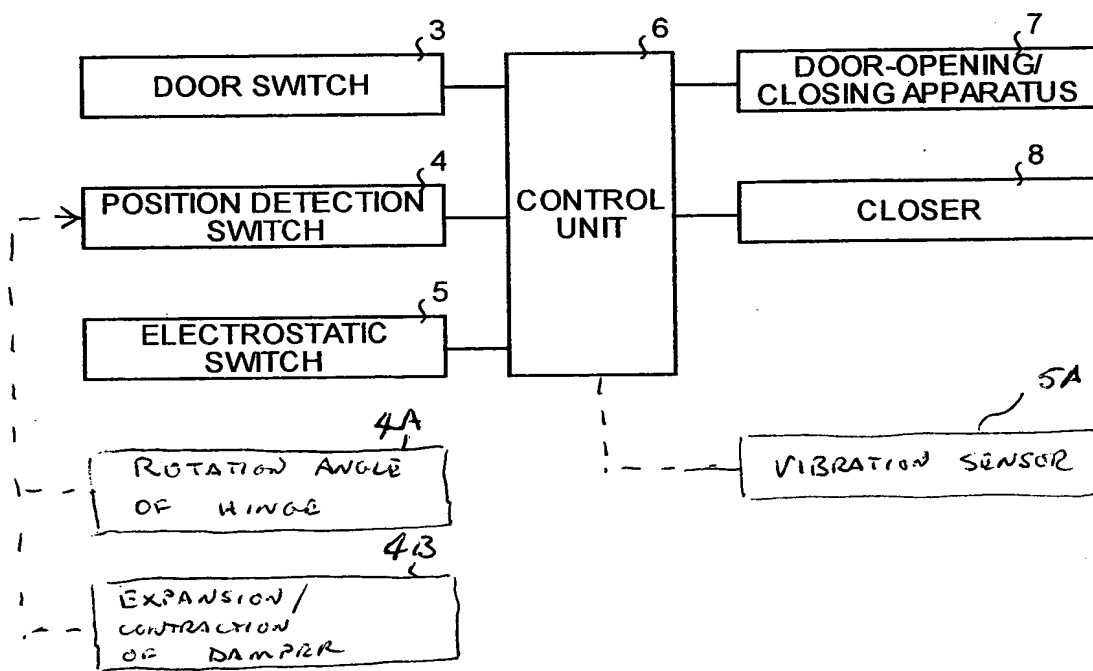 3
DOOR SWITCH
4
POSITION DETECTION
SWITCH
5
ELECTROSTATIC
SWITCH
6
CONTROL
UNIT
7
DOOR-OPENING/
CLOSING APPARATUS
8
CLOSER
4A
ROTATION ANGLE
OF HINGE
4B
EXPANSION/
CONTRACTION
OF DAMPER
5A
VIBRATION SENSOR